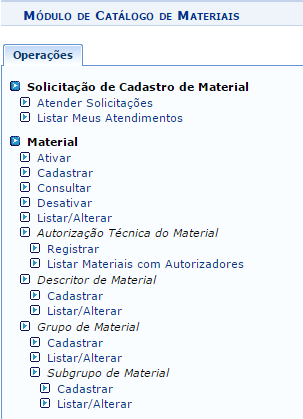 Módulo de Catálogo de Materiais
Operações
Solicitação de Cadastro de Material
Atender Solicitações
Listar Meus Atendimentos
Material
Ativar
Cadastrar
Consultar
Desativar
Listar/Alterar
Autorização Técnica do Material
Registrar
Listar Materiais com Autorizadores
Descritor de Material
Cadastrar
Listar/Alterar
Grupo de Material
Cadastrar
Listar/Alterar
Subgrupo de Material
Cadastrar
Listar/Alterar